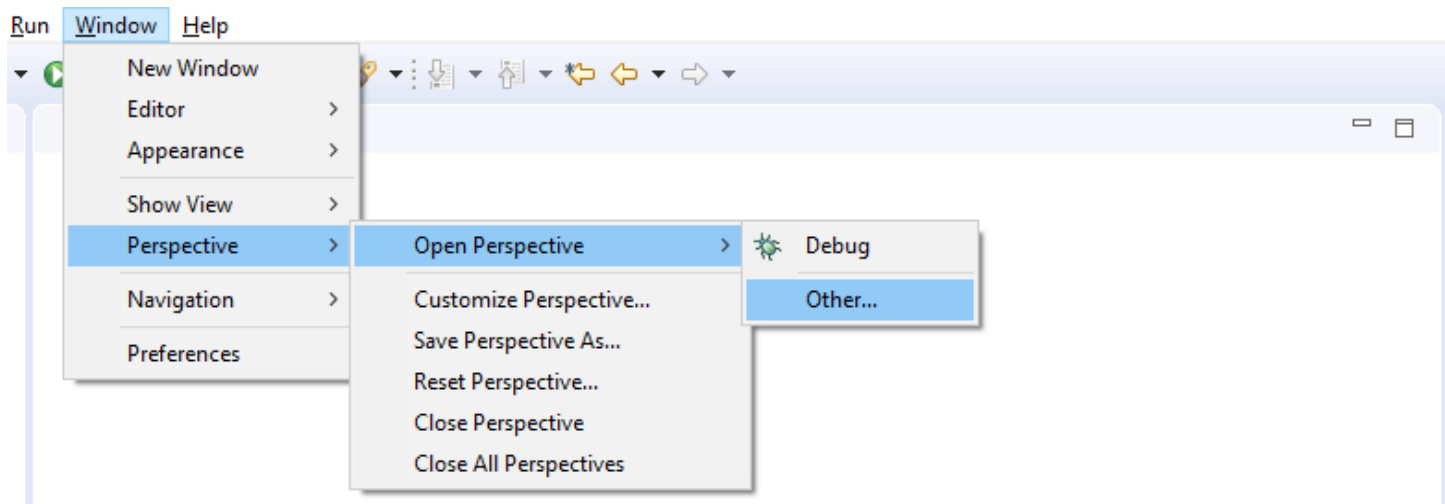 Run Window Help
New Window
Editor
Appearance
Show View
Perspective
Navigation
Preferences
Open Perspective
Customize Perspective...
Save Perspective As...
Reset Perspective...
Close Perspective
Close All Perspectives
Debug
Other...